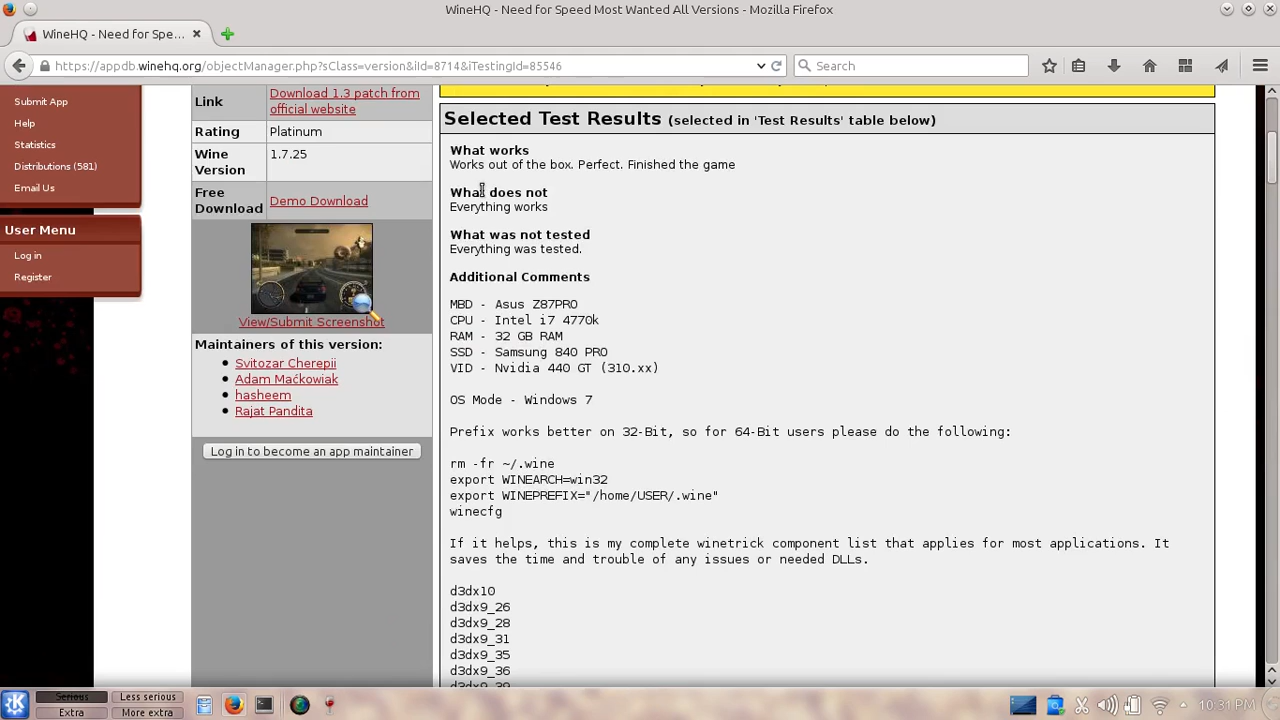 WineHQ - Need for Speed Most Wanted All Versions - Mozilla Firefox
WineHQ - Need for Spe...
https://appdb.winehq.org/objectManager.php?sClass=version&iId=8714&iTestingId=85546
Search
Submit App
Help
Statistics
Distributions (581)
Email Us
User Menu
Log in
Register
Link
Download 1.3 patch from
official website
Rating
Platinum
Wine
Version
1.7.25
Free
Download
Demo Download
View/Submit Screenshot
Maintainers of this version:
Svitozar Cherepii
Adam Maćkowiak
hasheem
Rajat Pandita
Log in to become an app maintainer
Selected Test Results (selected in 'Test Results' table below)
What works
Works out of the box. Perfect. Finished the game
What does not
Everything works
What was not tested
Everything was tested.
Additional Comments
MBD - Asus Z87PRO
CPU - Intel i7 4770k
RAM - 32 GB RAM
SSD - Samsung 840 PRO
VID - Nvidia 440 GT (310.xx)
OS Mode - Windows 7
Prefix works better on 32-Bit, so for 64-Bit users please do the following:
rm -fr ~/.wine
export WINEARCH=win32
export WINEPREFIX="/home/USER/.wine"
winecfg
If it helps, this is my complete winetrick component list that applies for most applications. It
saves the time and trouble of any issues or needed DLLs.
d3dx10
d3dx9_26
d3dx9_28
d3dx9_31
d3dx9_35
d3dx9_36
Serious
Less serious
Extra
More extra
10:31 PM